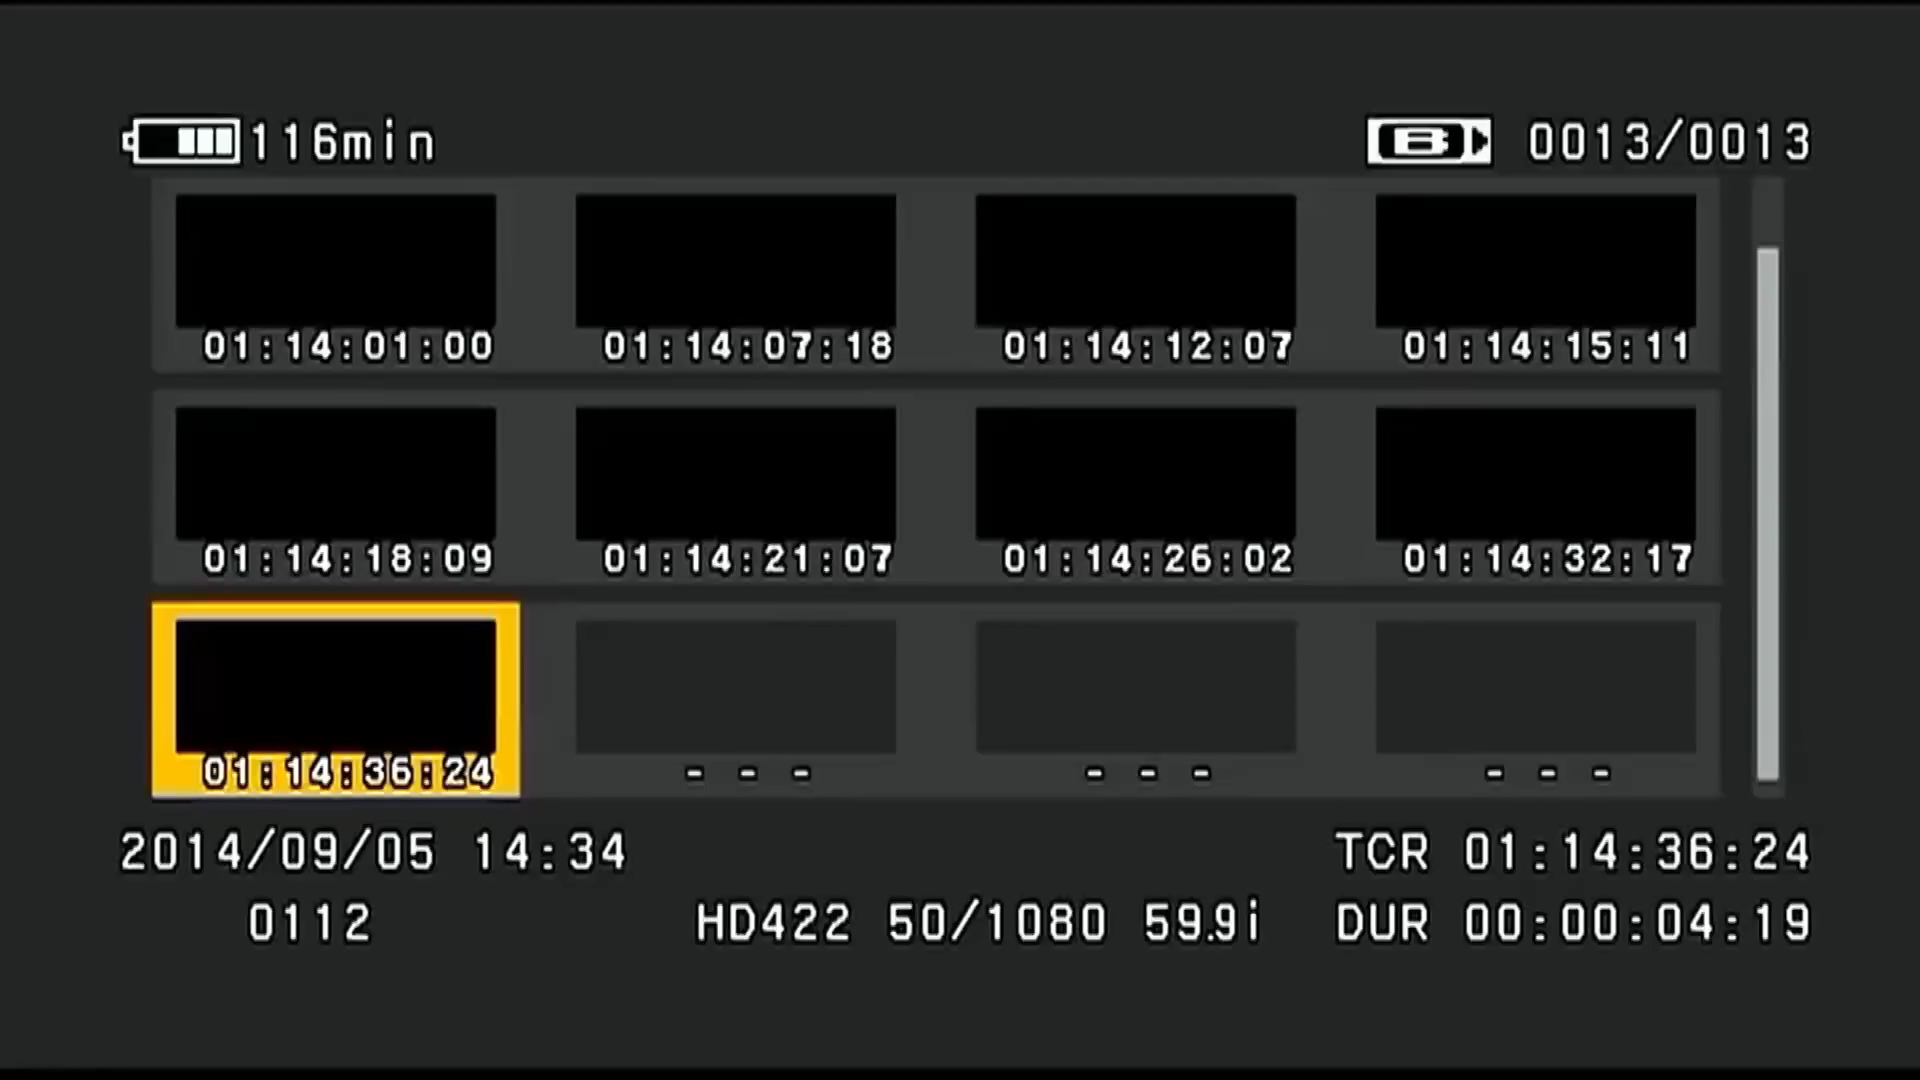 116min B 0013/0013
01:14:01:00 01:14:07:18 01:14:12:07 01:14:15:11
01:14:18:09 01:14:21:07 01:14:26:02 01:14:32:17
01:14:36:24 - - - - - - - - -
2014/09/05 14:34 TCR 01:14:36:24
0112 HD422 50/1080 59.9i DUR 00:00:04:19